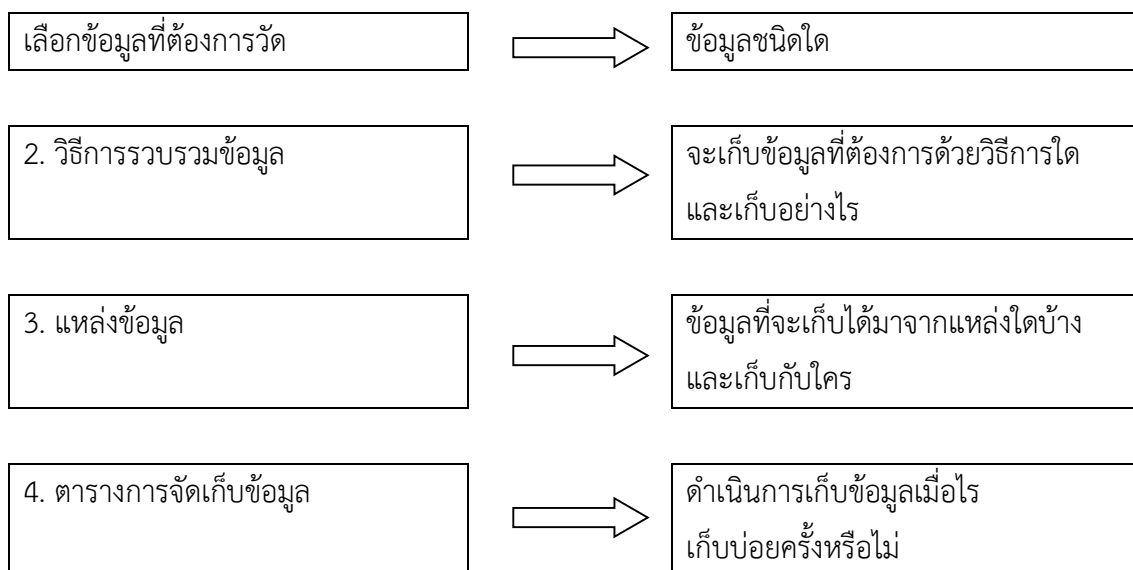 เลือกข้อมูลที่ต้องการวัด
ข้อมูลชนิดใด
2. วิธีการรวบรวมข้อมูล
จะเก็บข้อมูลที่ต้องการด้วยวิธีการใด
และเก็บอย่างไร
3. แหล่งข้อมูล
ข้อมูลที่จะเก็บได้มาจากแหล่งใดบ้าง
และเก็บกับใคร
4. ตารางการจัดเก็บข้อมูล
ดำเนินการเก็บข้อมูลเมื่อไร
เก็บบ่อยครั้งหรือไม่